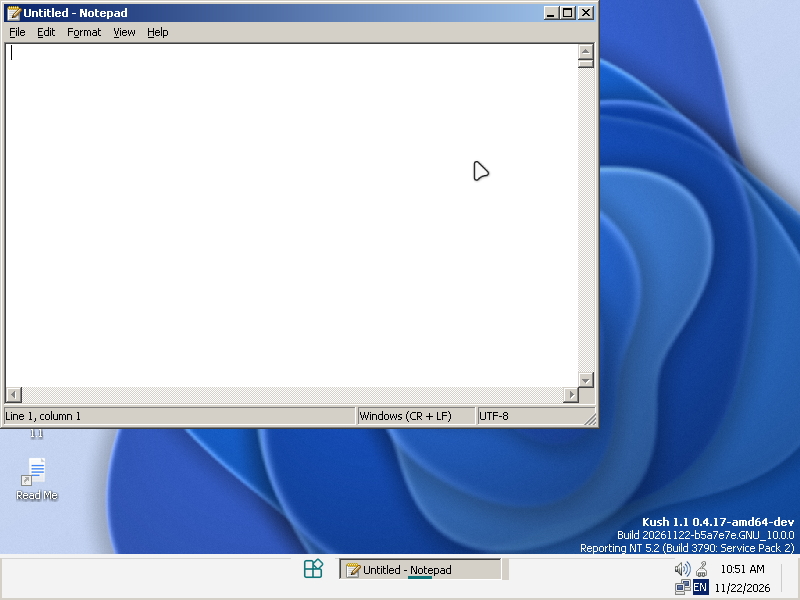 Untitled - Notepad
File Edit Format View Help
Line 1, column 1
Windows (CR + LF)
UTF-8
11
Read Me
Kush 1.1 0.4.17-amd64-dev
Build 20261122-b5a7e7e.GNU_10.0.0
Reporting NT 5.2 (Build 3790: Service Pack 2)
Untitled - Notepad
10:51 AM
EN 11/22/2026